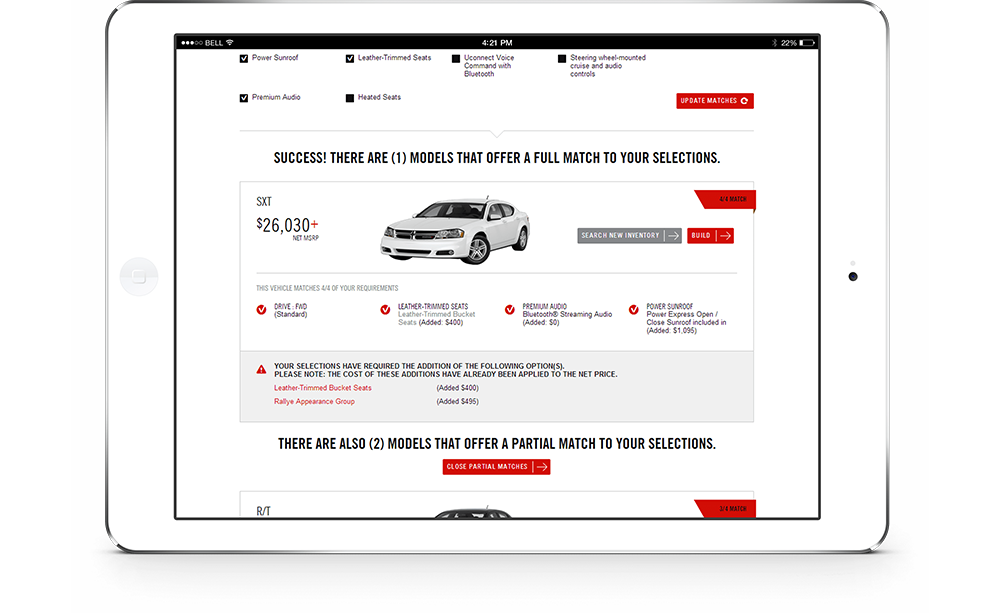 BELL
4:21 PM
22%
Power Sunroof
Leather-Trimmed Seats
Uconnect Voice
Command with
Bluetooth
Steering wheel-mounted
cruise and audio
controls
Premium Audio
Heated Seats
UPDATE MATCHES
SUCCESS! THERE ARE (1) MODELS THAT OFFER A FULL MATCH TO YOUR SELECTIONS.
SXT
4/4 MATCH
$26,030+
NET MSRP
SEARCH NEW INVENTORY
BUILD
THIS VEHICLE MATCHES 4/4 OF YOUR REQUIREMENTS
DRIVE : FWD
(Standard)
LEATHER-TRIMMED SEATS
Leather-Trimmed Bucket
Seats (Added: $400)
PREMIUM AUDIO
Bluetooth® Streaming Audio
(Added: $0)
POWER SUNROOF
Power Express Open /
Close Sunroof included in
(Added: $1,095)
YOUR SELECTIONS HAVE REQUIRED THE ADDITION OF THE FOLLOWING OPTION(S).
PLEASE NOTE: THE COST OF THESE ADDITIONS HAVE ALREADY BEEN APPLIED TO THE NET PRICE.
Leather-Trimmed Bucket Seats (Added $400)
Rallye Appearance Group (Added $495)
THERE ARE ALSO (2) MODELS THAT OFFER A PARTIAL MATCH TO YOUR SELECTIONS.
CLOSE PARTIAL MATCHES
R/T
3/4 MATCH